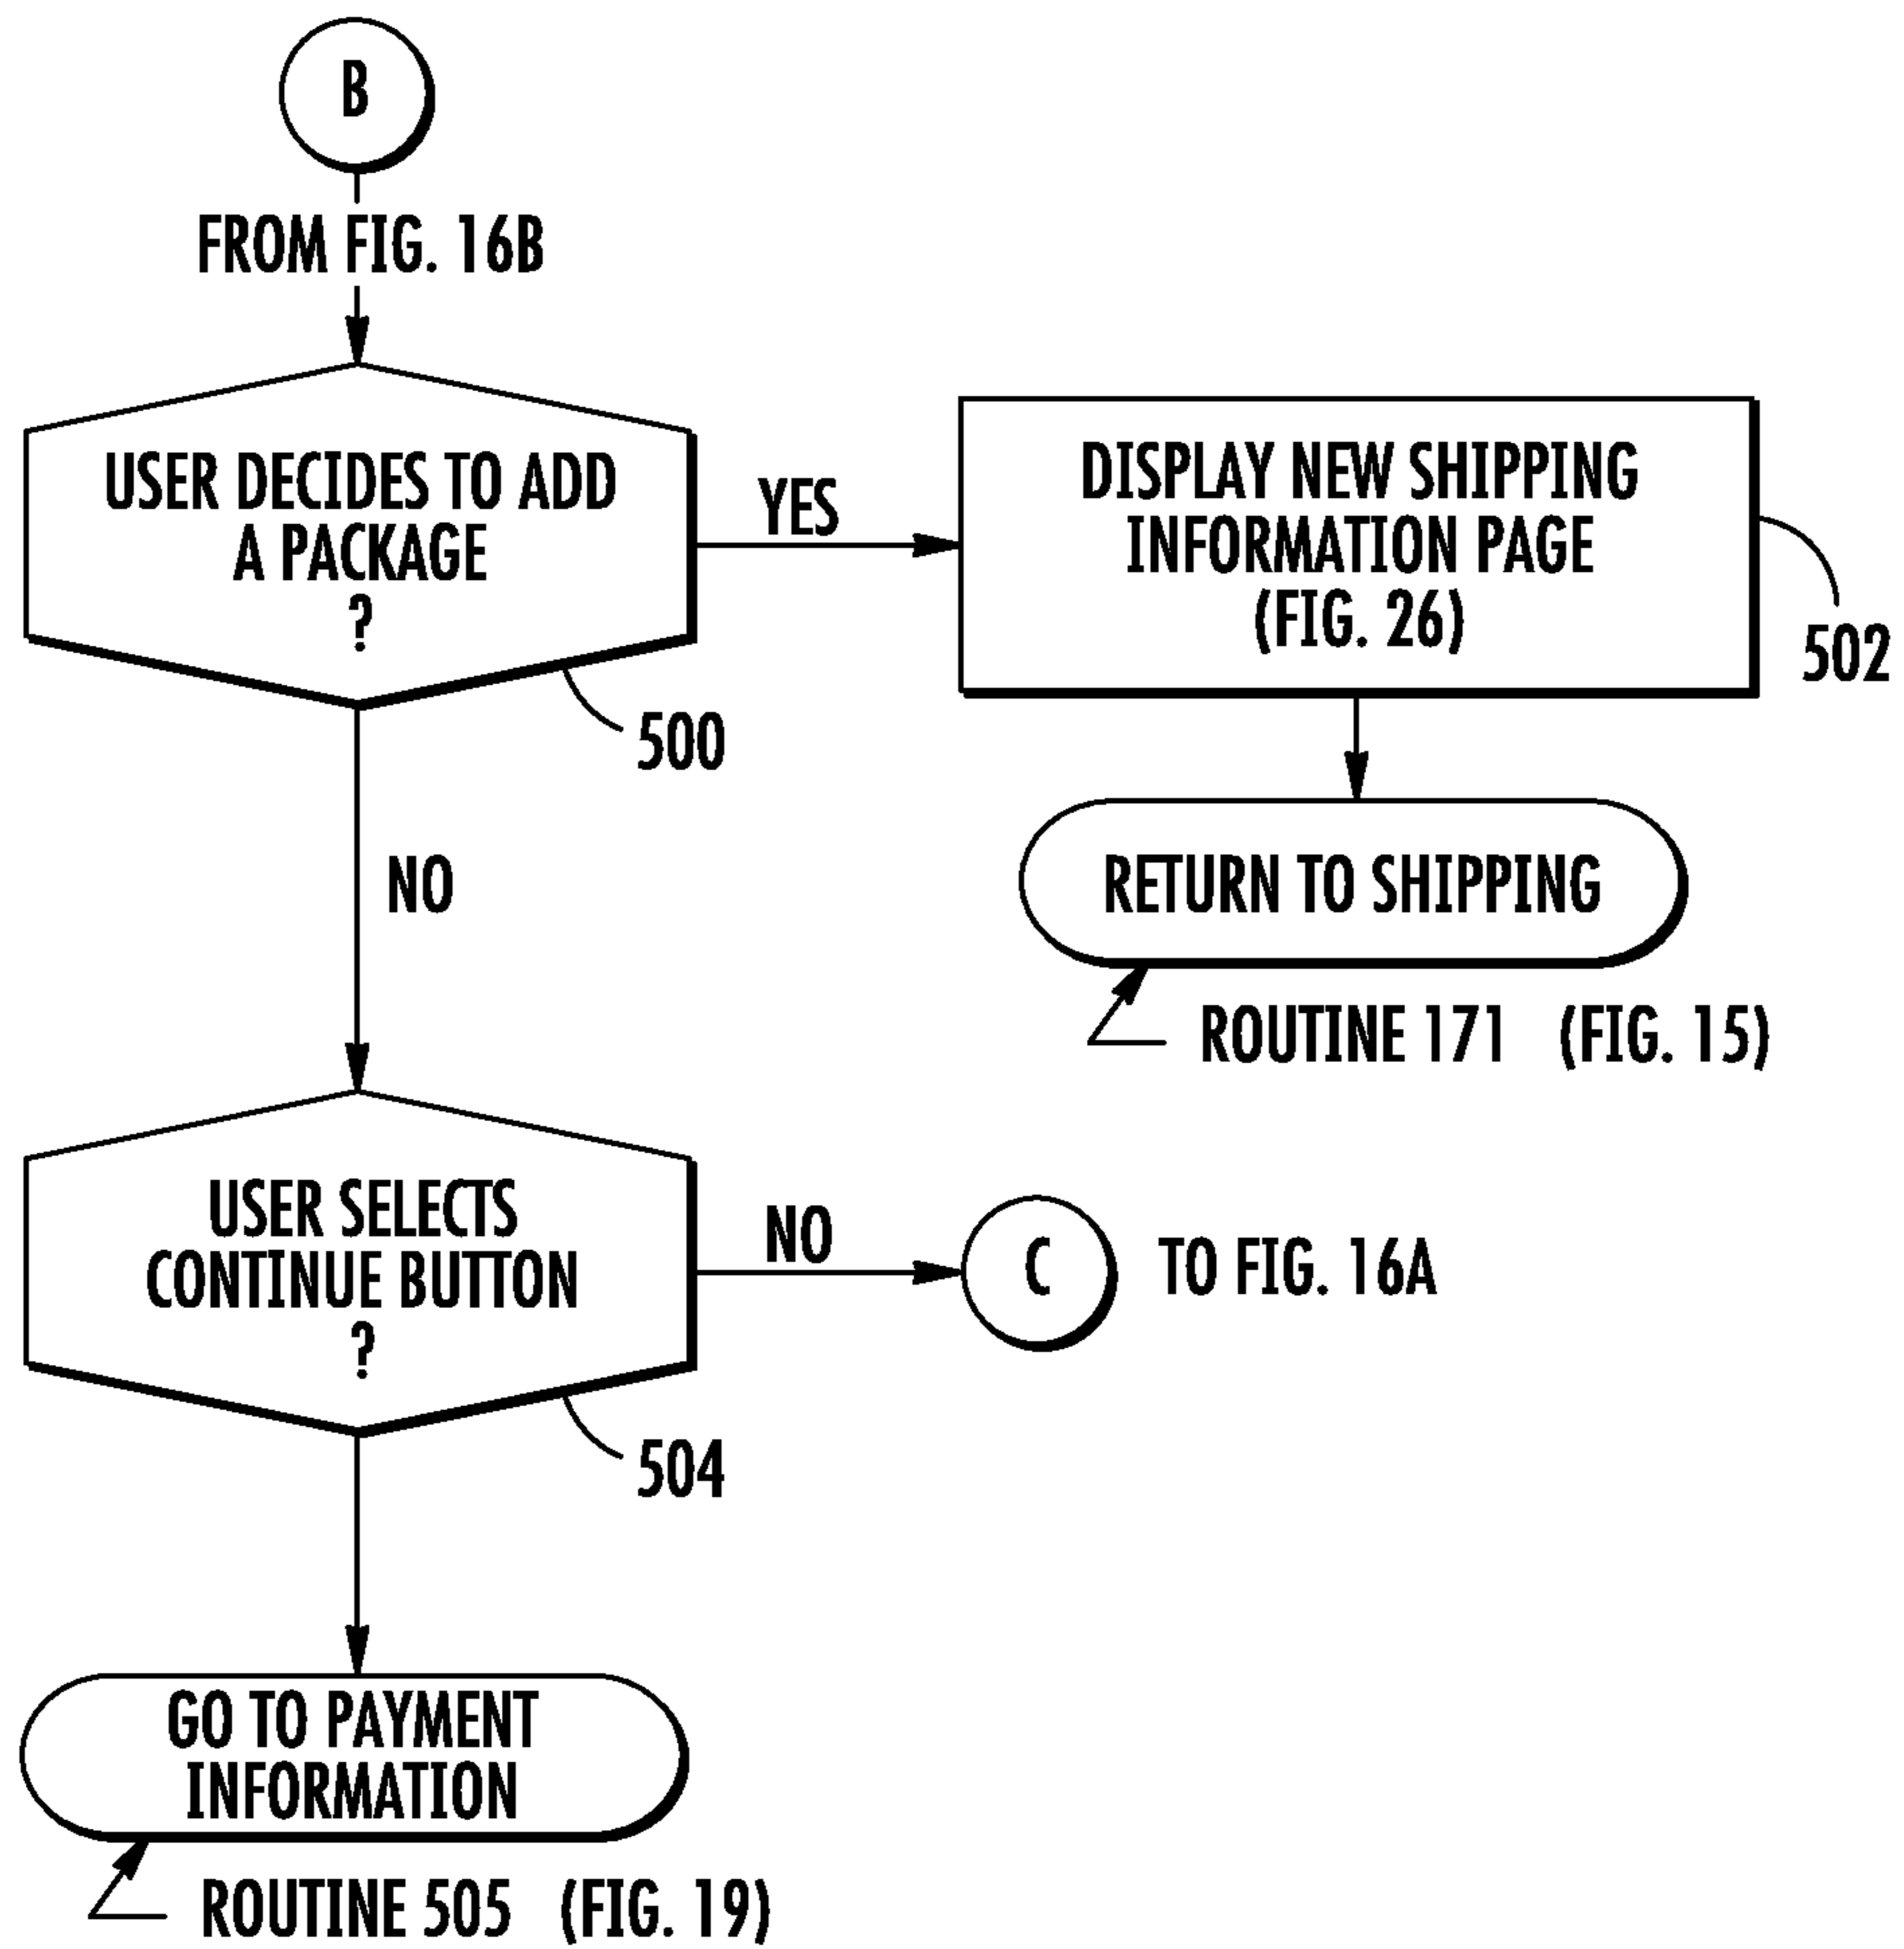 B
FROM FIG. 16B
USER DECIDES TO ADD
A PACKAGE
?
500
YES
DISPLAY NEW SHIPPING
INFORMATION PAGE
(FIG. 26)
502
RETURN TO SHIPPING
ROUTINE 171 (FIG. 15)
NO
USER SELECTS
CONTINUE BUTTON
?
504
NO
C
TO FIG. 16A
GO TO PAYMENT
INFORMATION
ROUTINE 505 (FIG. 19)